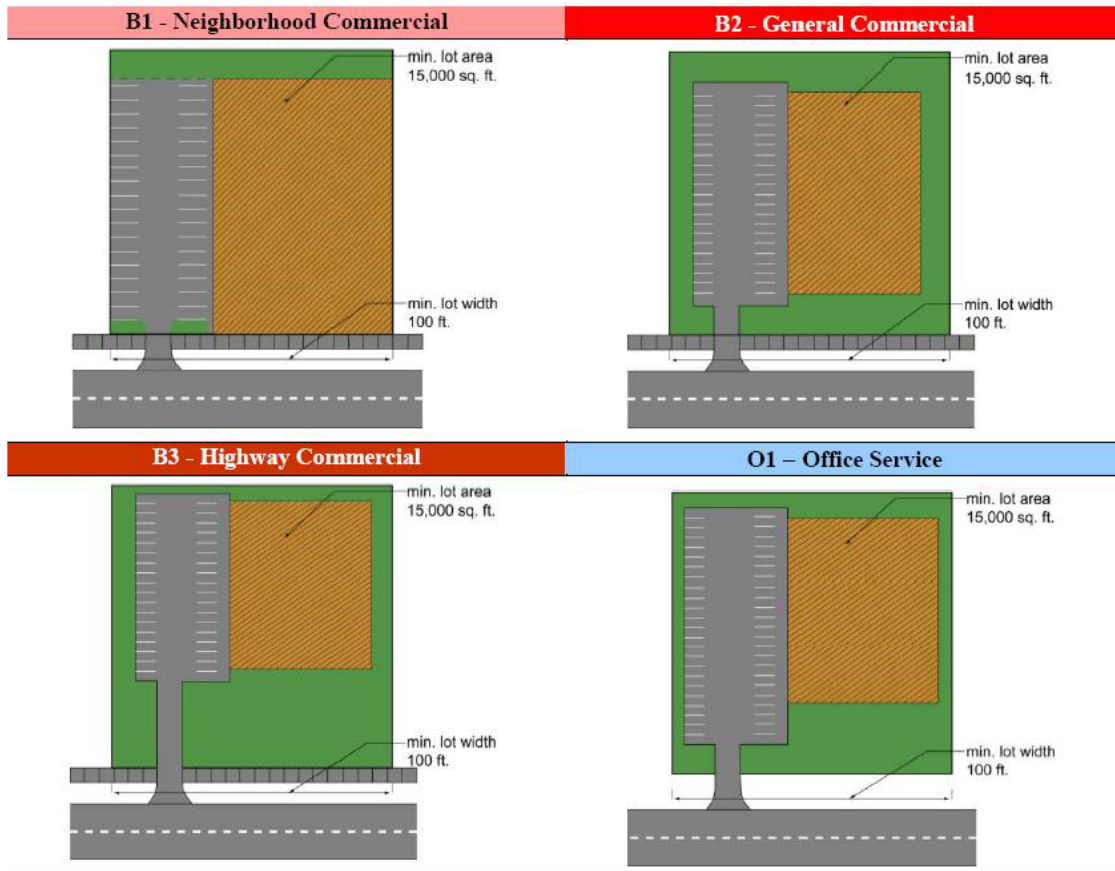 B1 - Neighborhood Commercial
min. lot area
15,000 sq. ft.
min. lot width
100 ft.
B2 - General Commercial
min. lot area
15,000 sq. ft.
min. lot width
100 ft.
B3 - Highway Commercial
min. lot area
15,000 sq. ft.
min. lot width
100 ft.
O1 – Office Service
min. lot area
15,000 sq. ft.
min. lot width
100 ft.